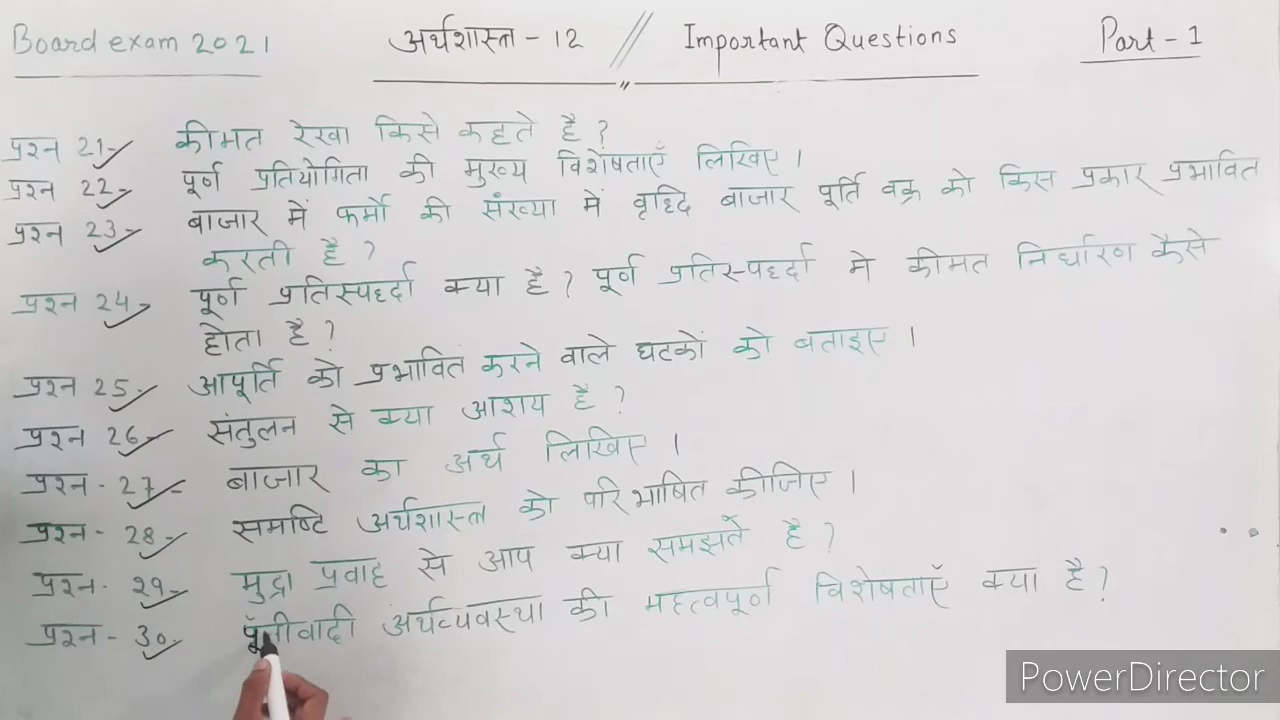 Board exam 2021 अर्थशास्त्र - 12 // Important Questions Part - 1
प्रश्न 21- कीमत रेखा किसे कहते है ?
प्रश्न 22- पूर्ण प्रतियोगिता की मुख्य विशेषताएँ लिखिए ।
प्रश्न 23- बाजार में फर्मो की संख्या में वृद्दि बाजार पूर्ति वक्र को किस प्रकार प्रभावित
करती है ?
प्रश्न 24- पूर्ण प्रतिस्पर्द्दा क्या है ? पूर्ण प्रतिस्पर्द्दा मे कीमत निर्धारण कैसे
होता है ?
प्रश्न 25- आपूर्ति को प्रभावित करने वाले घटकों को बताइए ।
प्रश्न 26- संतुलन से क्या आशय है ?
प्रश्न - 27- बाजार का अर्थ लिखिए ।
प्रश्न - 28- समष्टि अर्थशास्त्र को परिभाषित कीजिए ।
प्रश्न - 29- मुद्रा प्रवाह से आप क्या समझते है ?
प्रश्न - 30- पूँजीवादी अर्थव्यवस्था की महत्वपूर्ण विशेषताएँ क्या है ?
PowerDirector